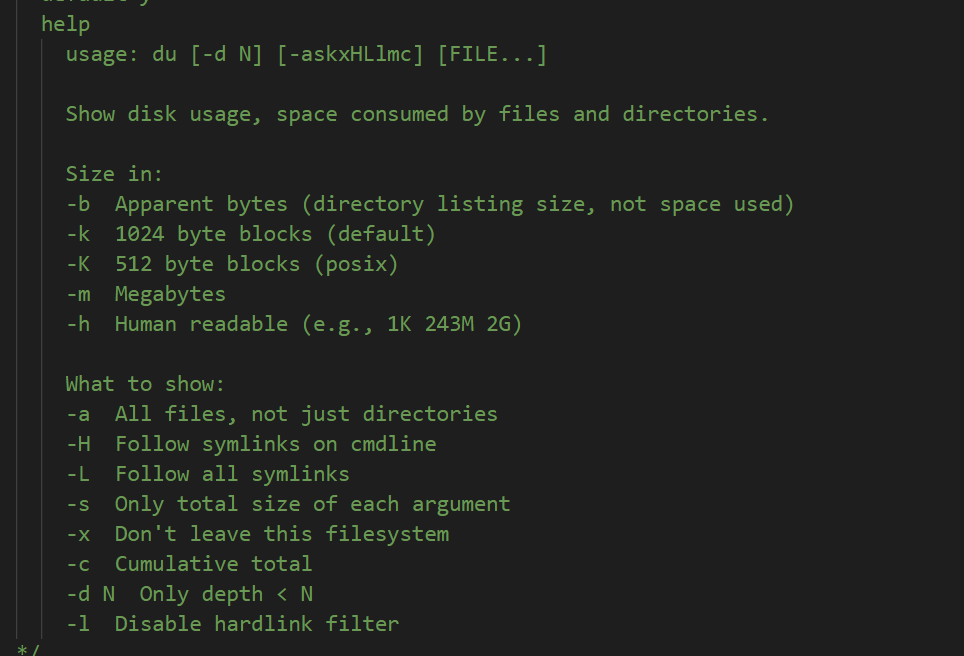 help
usage: du [-d N] [-askxHLlmc] [FILE...]
Show disk usage, space consumed by files and directories.
Size in:
-b  Apparent bytes (directory listing size, not space used)
-k  1024 byte blocks (default)
-K  512 byte blocks (posix)
-m  Megabytes
-h  Human readable (e.g., 1K 243M 2G)
What to show:
-a  All files, not just directories
-H  Follow symlinks on cmdline
-L  Follow all symlinks
-s  Only total size of each argument
-x  Don't leave this filesystem
-c  Cumulative total
-d N  Only depth < N
-l  Disable hardlink filter
*/